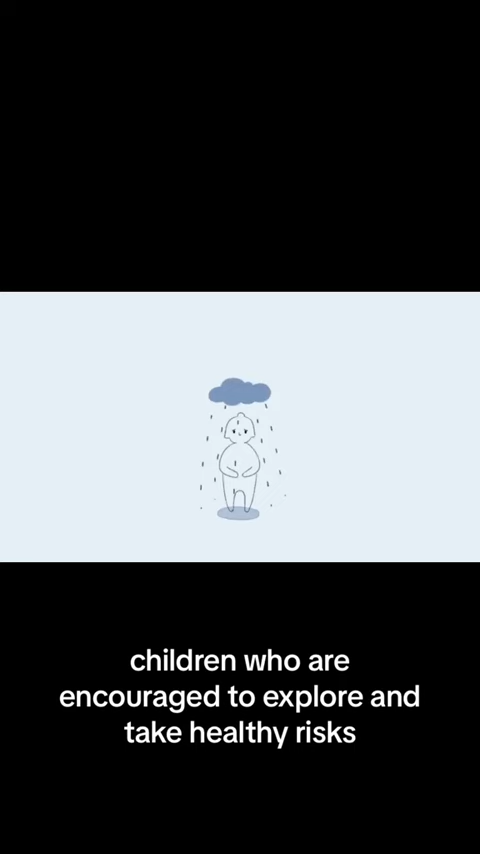 children who are
encouraged to explore and
take healthy risks